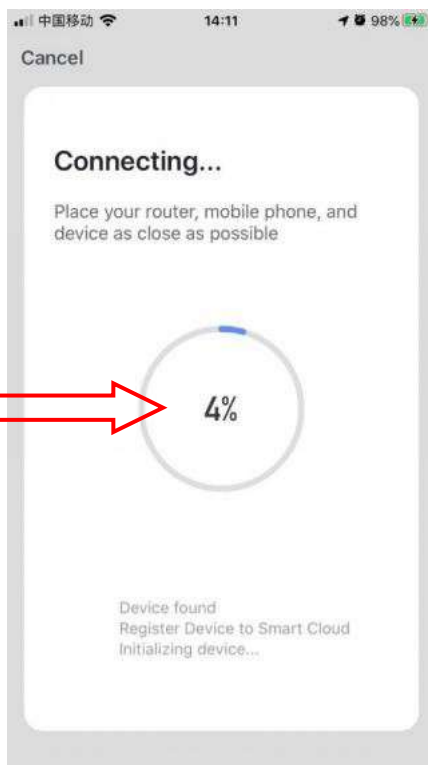 中国移动 14:11 98%
Cancel
Connecting...
Place your router, mobile phone, and
device as close as possible
4%
Device found
Register Device to Smart Cloud
Initializing device...